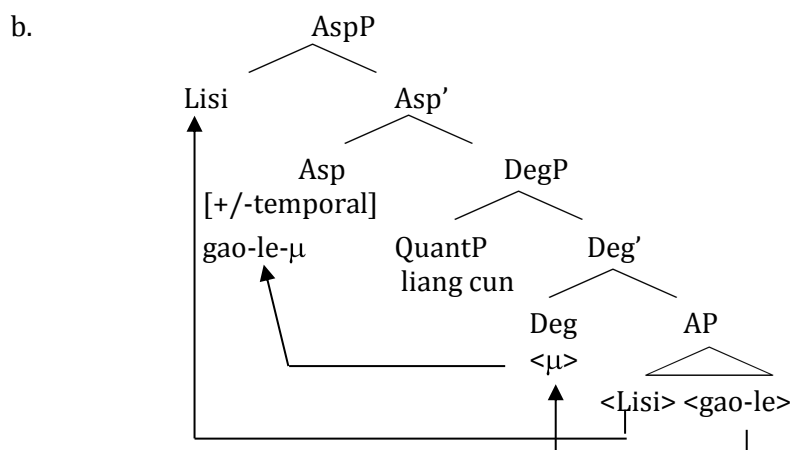 b. AspP
Lisi Asp’
Asp DegP
[+/-temporal]
gao-le-μ QuantP Deg’
liang cun
Deg AP
<μ>
<Lisi> <gao-le>